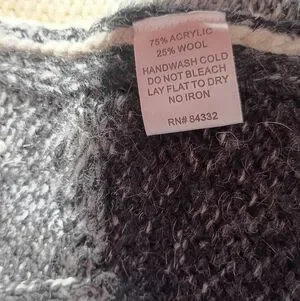 75% ACRYLIC
25% WOOL
HANDWASH COLD
DO NOT BLEACH
LAY FLAT TO DRY
NO IRON
RN# 84332